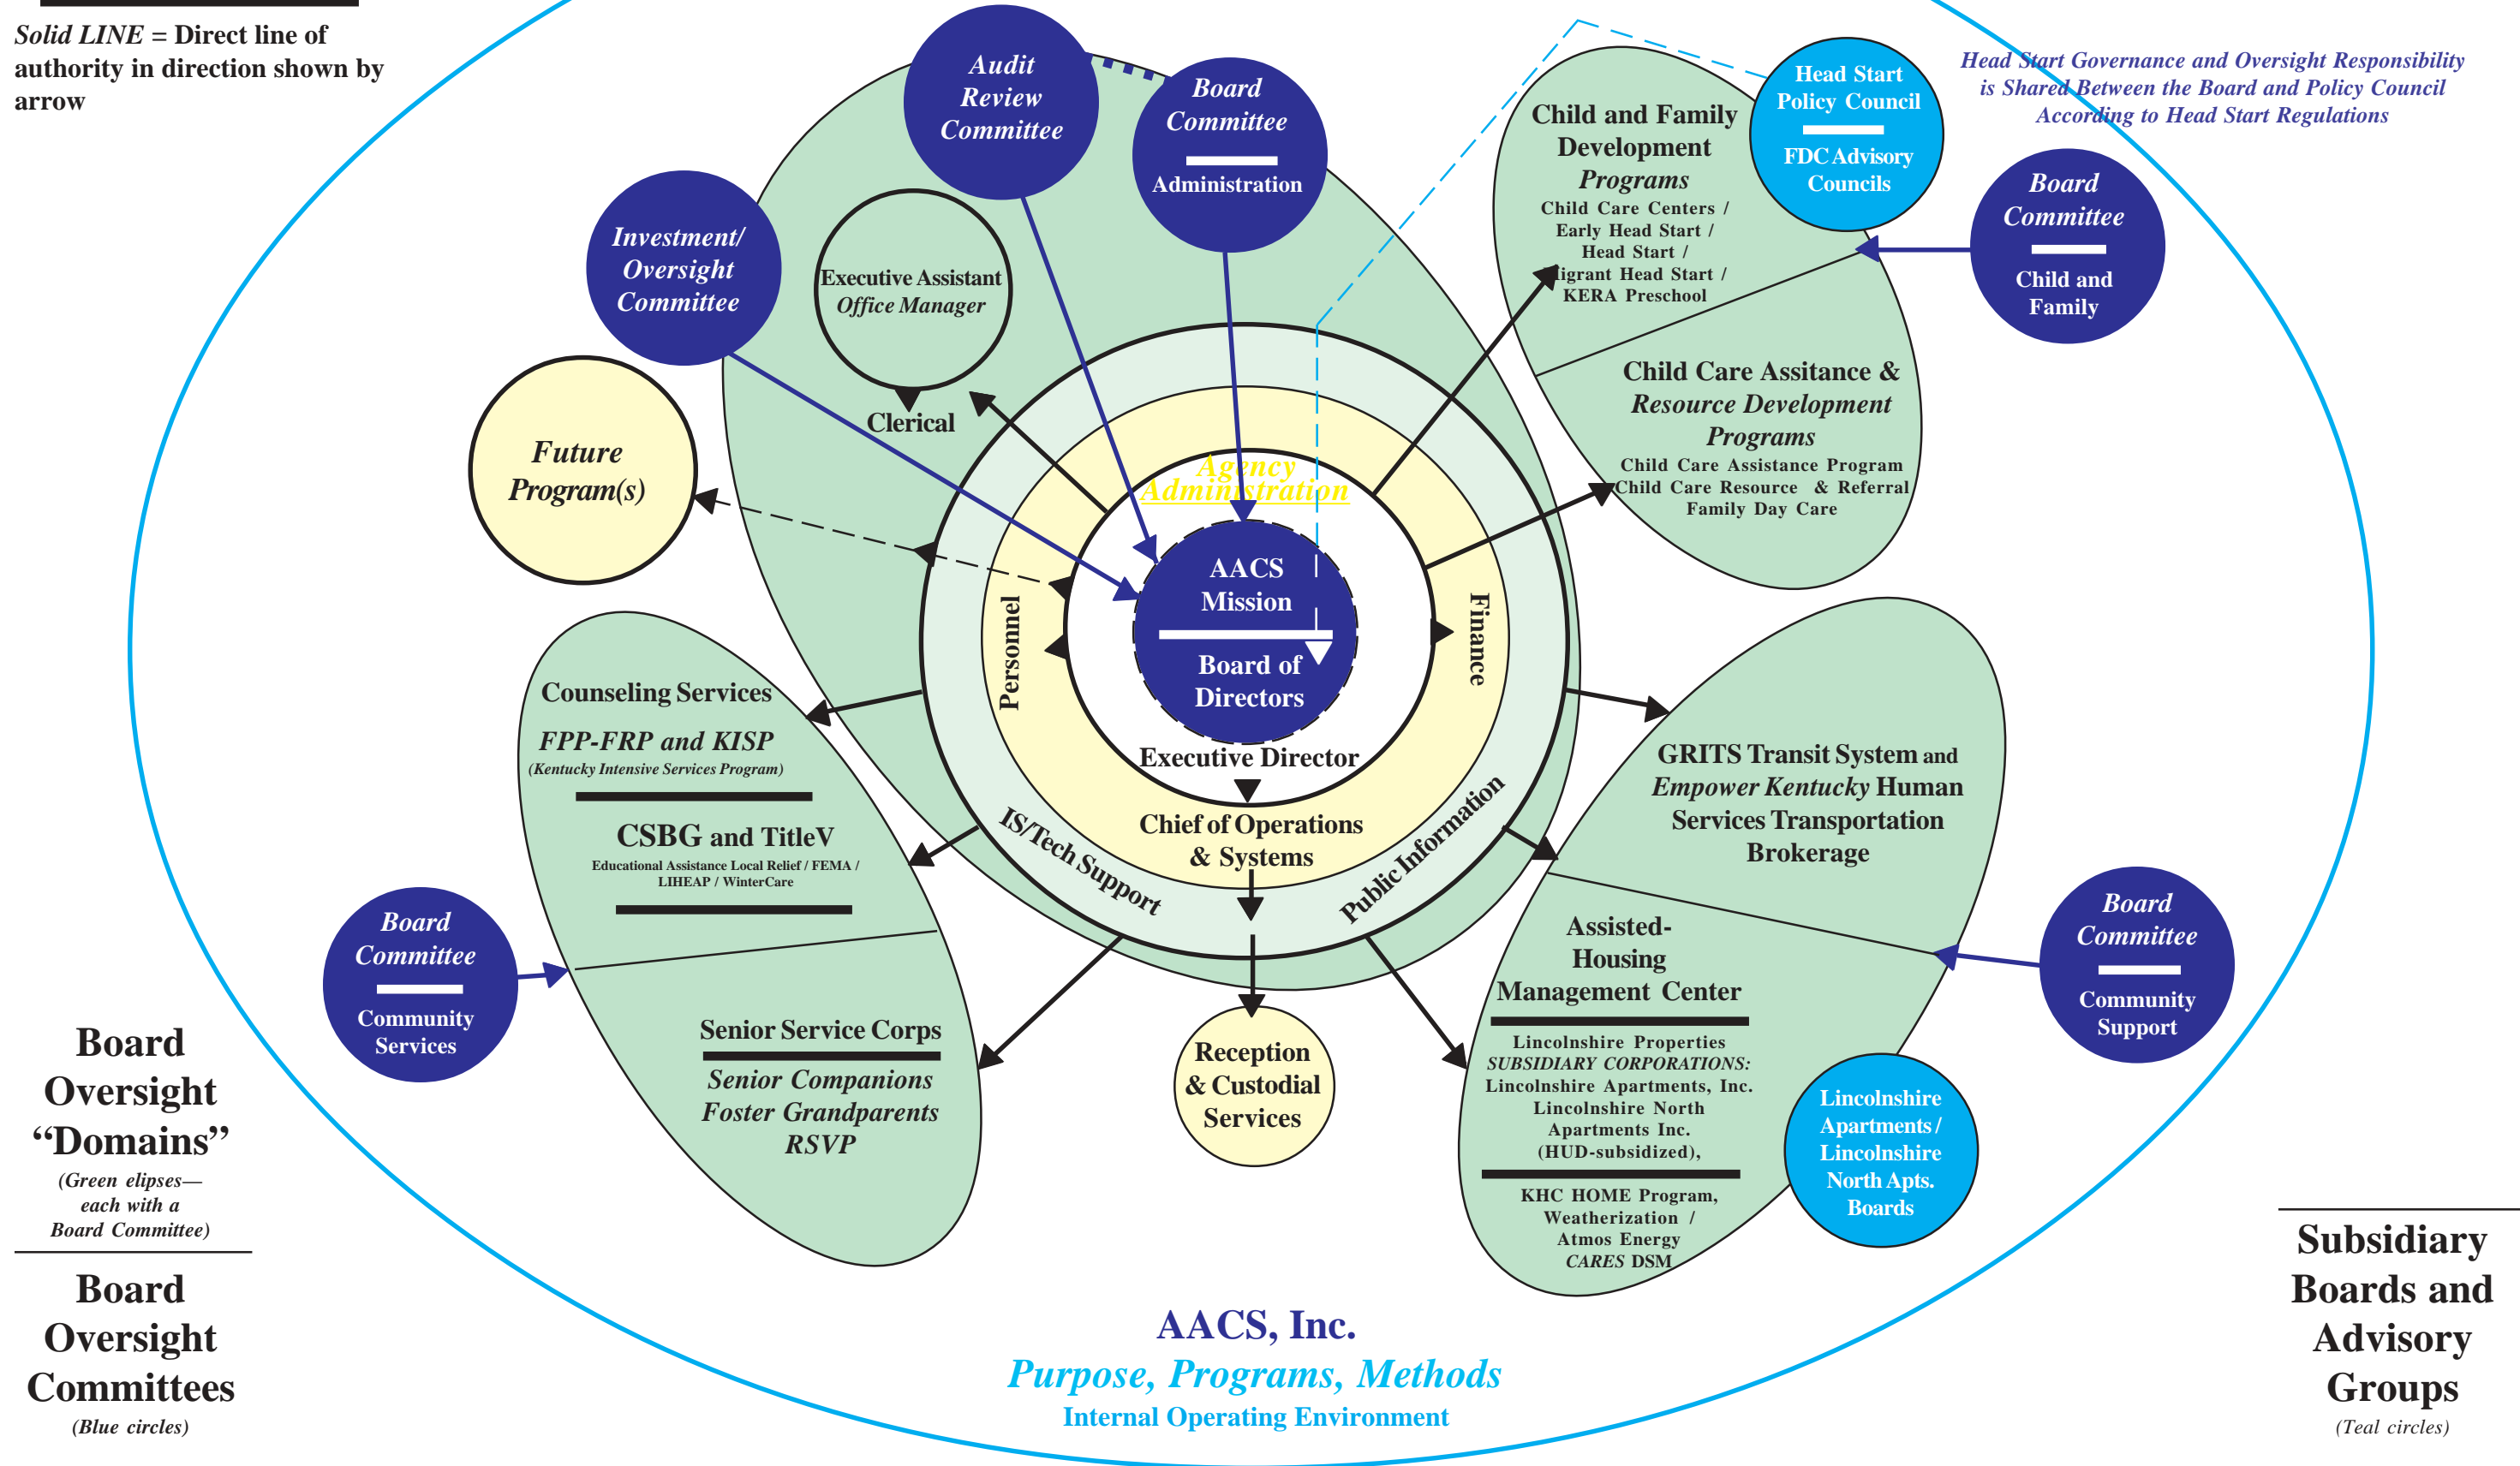 Solid LINE = Direct line of
authority in direction shown by
arrow
Audit
Review
Committee
Board
Committee
Administration
Investment/
Oversight
Committee
Executive Assistant
Office Manager
Clerical
Future
Program(s)
Child and Family
Development
Programs
Child Care Centers /
Early Head Start /
Head Start /
Migrant Head Start /
KERA Preschool
Head Start
Policy Council
FDC Advisory
Councils
Head Start Governance and Oversight Responsibility
is Shared Between the Board and Policy Council
According to Head Start Regulations
Board
Committee
Child and
Family
Child Care Assitance &
Resource Development
Programs
Child Care Assistance Program
Child Care Resource & Referral
Family Day Care
Agency
Administration
AACS
Mission
Board of
Directors
Executive Director
Personnel
Finance
Chief of Operations
& Systems
IS/Tech Support
Public Information
Counseling Services
FPP-FRP and KISP
(Kentucky Intensive Services Program)
CSBG and TitleV
Educational Assistance Local Relief / FEMA /
LIHEAP / WinterCare
Board
Committee
Community
Services
Senior Service Corps
Senior Companions
Foster Grandparents
RSVP
Reception
& Custodial
Services
GRITS Transit System and
Empower Kentucky Human
Services Transportation
Brokerage
Assisted-
Housing
Management Center
Lincolnshire Properties
SUBSIDIARY CORPORATIONS:
Lincolnshire Apartments, Inc.
Lincolnshire North
Apartments Inc.
(HUD-subsidized),
KHC HOME Program,
Weatherization /
Atmos Energy
CARES DSM
Board
Committee
Community
Support
Lincolnshire
Apartments /
Lincolnshire
North Apts.
Boards
Board
Oversight
“Domains”
(Green elipses—
each with a
Board Committee)
Board
Oversight
Committees
(Blue circles)
AACS, Inc.
Purpose, Programs, Methods
Internal Operating Environment
Subsidiary
Boards and
Advisory
Groups
(Teal circles)